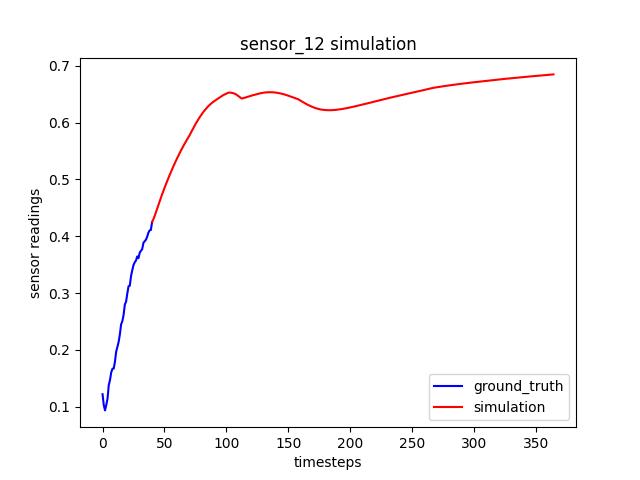 sensor_12 simulation
0.7
0.6
0.5
0.4
0.3
0.2
0.1
sensor readings
ground_truth
simulation
0 50 100 150 200 250 300 350
timesteps